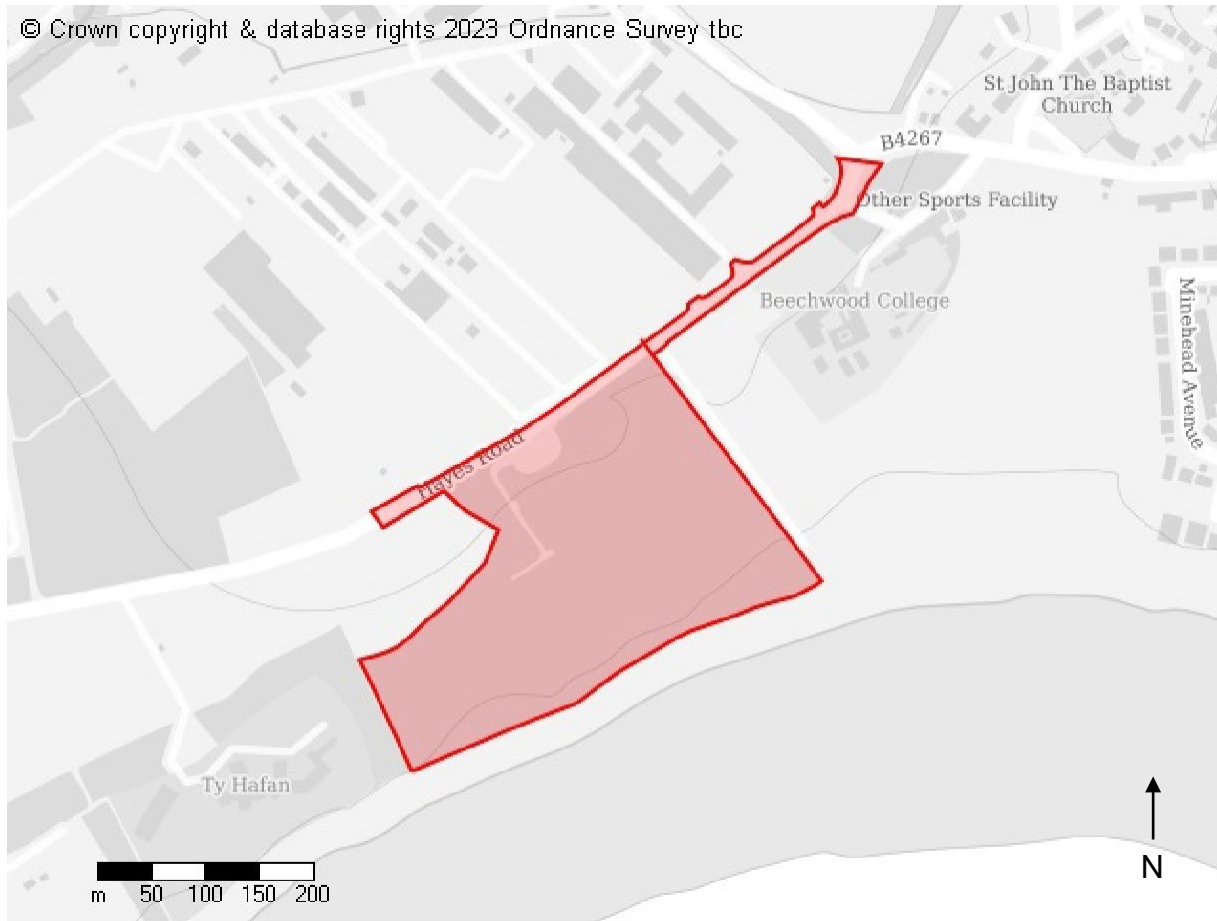 © Crown copyright & database rights 2023 Ordnance Survey tbc
St John The Baptist
Church
B4267
Other Sports Facility
Beechwood College
Minehead Avenue
Hayes Road
Ty Hafan
m 50 100 150 200
N